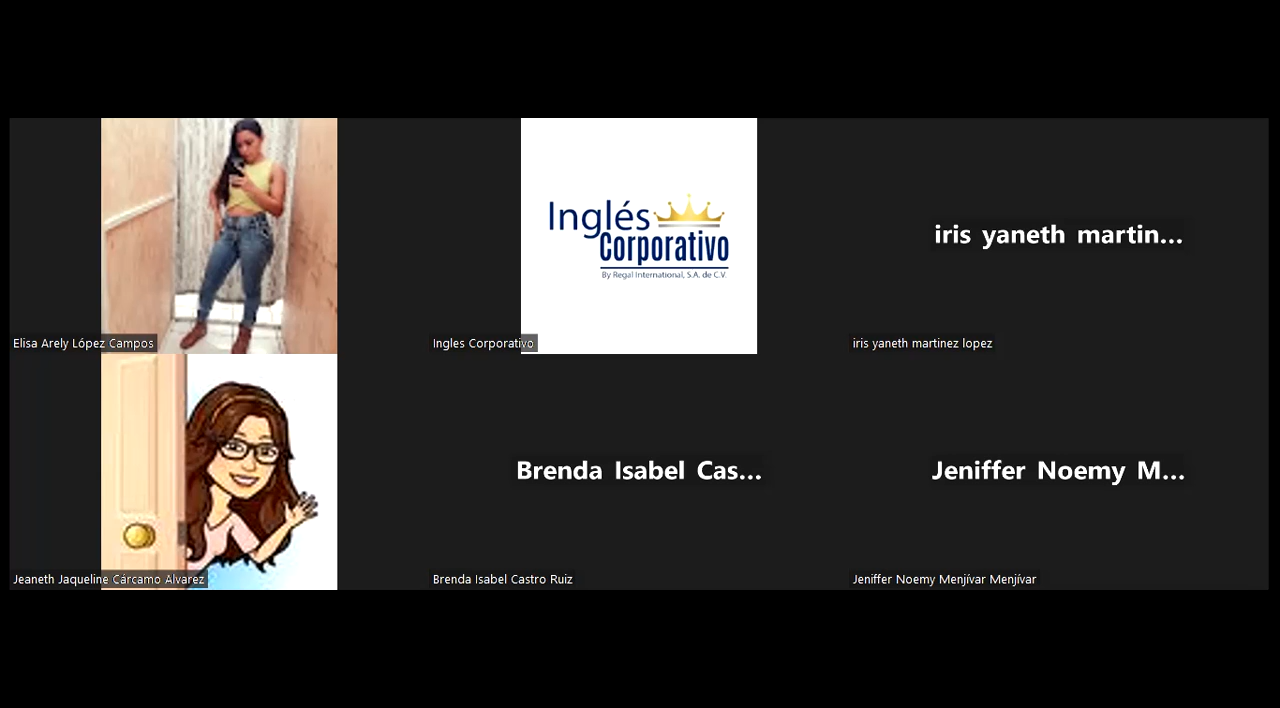 Inglés
Corporativo
By Regal International, S.A. de C.V.
iris yaneth martin...
Elisa Arely López Campos
Ingles Corporativo
iris yaneth martinez lopez
Brenda Isabel Cas...
Jeniffer Noemy M...
Jeaneth Jaqueline Cárcamo Alvarez
Brenda Isabel Castro Ruiz
Jeniffer Noemy Menjívar Menjívar